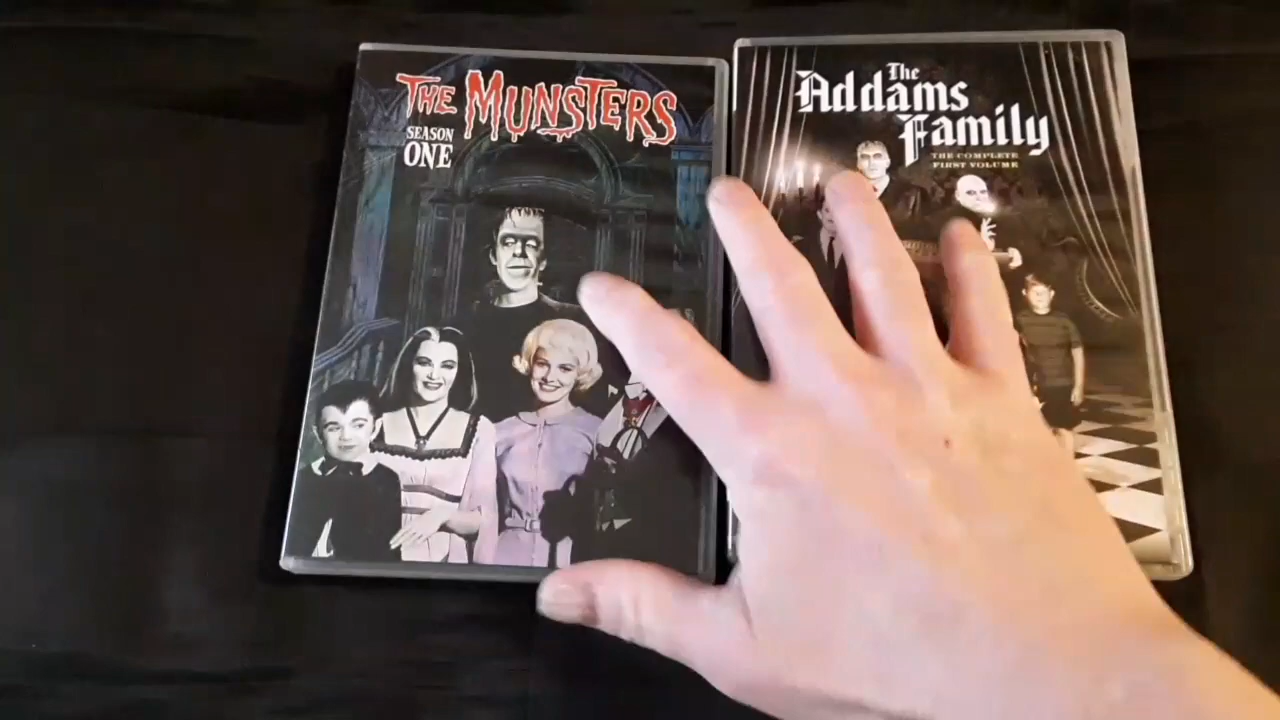 THE MUNSTERS
SEASON
ONE
The
Addams
Family
THE COMPLETE
FIRST VOLUME